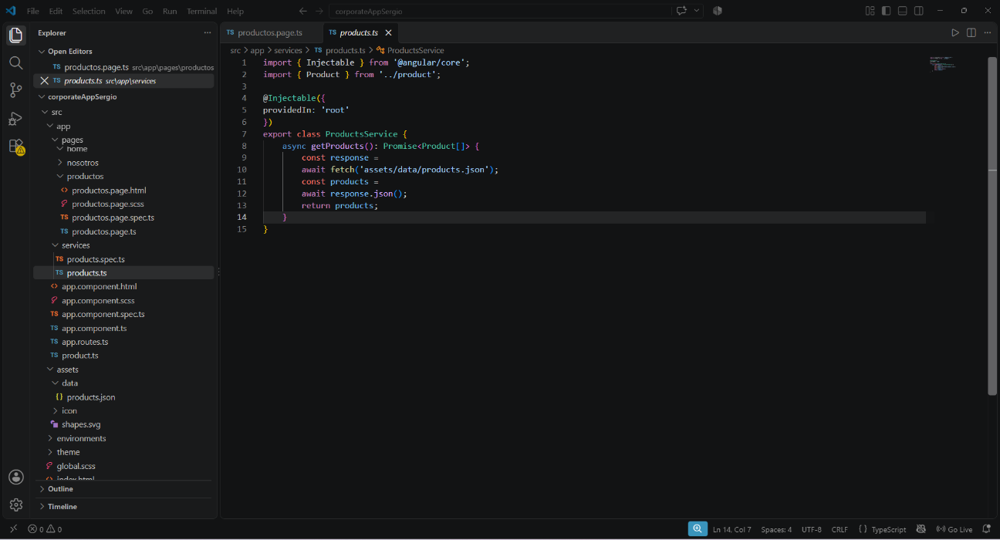 File Edit Selection View Go Run Terminal Help
corporateAppSergio
Explorer
Open Editors
TS productos.page.ts src\app\pages\productos
TS products.ts src\app\services
corporateAppSergio
src
app
pages
home
nosotros
productos
productos.page.html
productos.page.scss
TS productos.page.spec.ts
TS productos.page.ts
services
TS products.spec.ts
TS products.ts
app.component.html
app.component.scss
TS app.component.spec.ts
TS app.component.ts
TS app.routes.ts
TS product.ts
assets
data
{} products.json
icon
shapes.svg
environments
theme
global.scss
index.html
Outline
Timeline
TS productos.page.ts TS products.ts
src > app > services > TS products.ts > ProductsService
1 import { Injectable } from '@angular/core';
2 import { Product } from '../product';
3
4 @Injectable({
5 providedIn: 'root'
6 })
7 export class ProductsService {
8 async getProducts(): Promise<Product[]> {
9 const response =
10 await fetch('assets/data/products.json');
11 const products =
12 await response.json();
13 return products;
14 }
15 }
0 0 Ln 14, Col 7 Spaces: 4 UTF-8 CRLF {} TypeScript Go Live